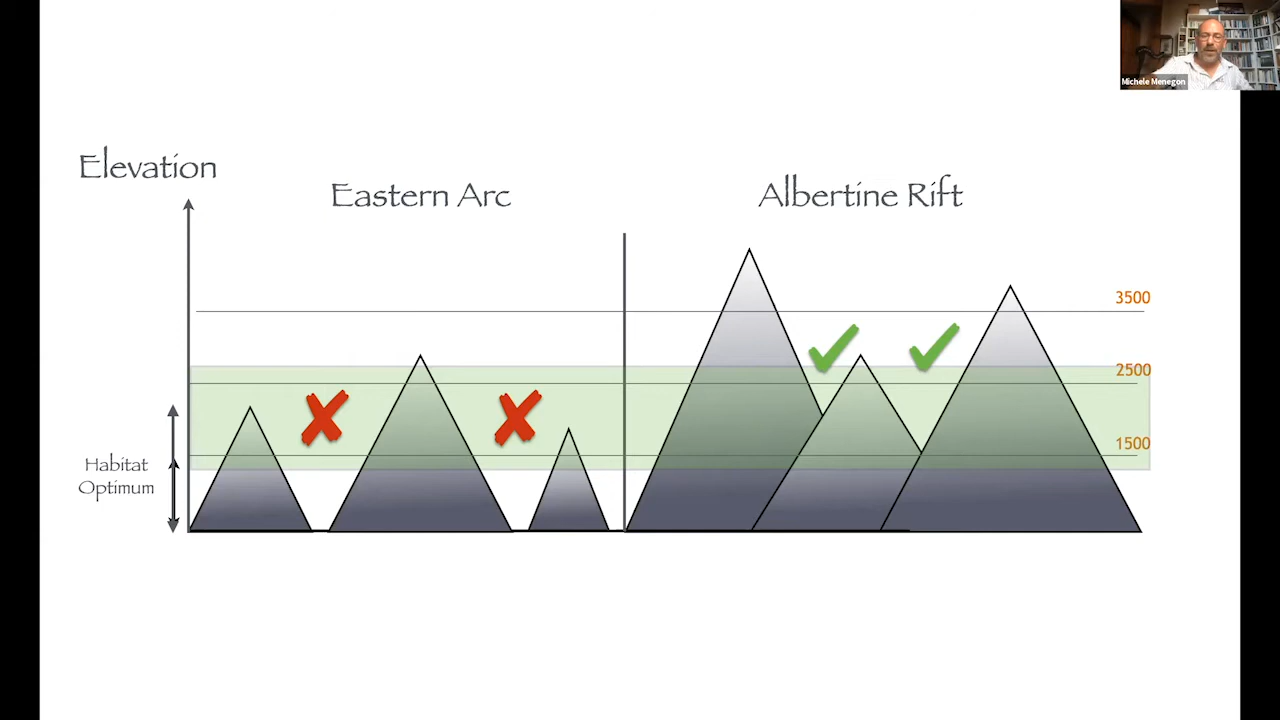 Michele Menegon
Elevation
Eastern Arc
Albertine Rift
3500
2500
1500
Habitat
Optimum